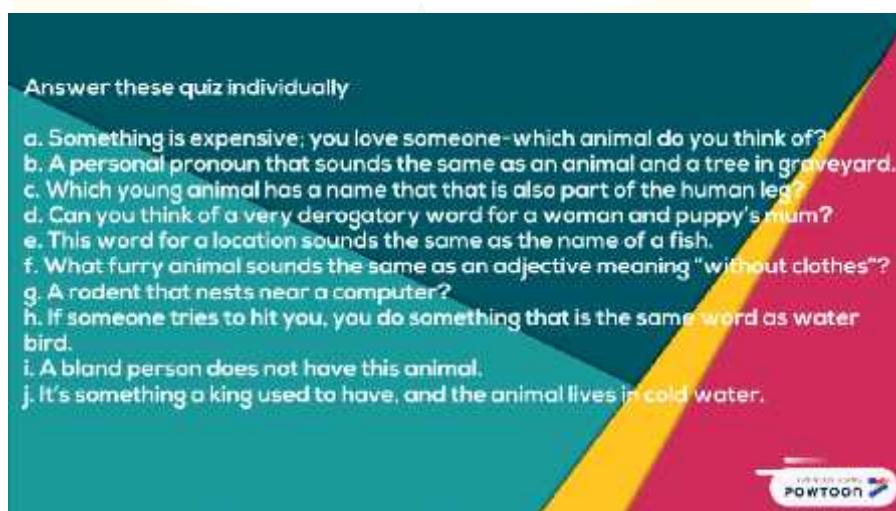 Answer these quiz individually
a. Something is expensive; you love someone-which animal do you think of?
b. A personal pronoun that sounds the same as an animal and a tree in graveyard.
c. Which young animal has a name that that is also part of the human leg?
d. Can you think of a very derogatory word for a woman and puppy's mum?
e. This word for a location sounds the same as the name of a fish.
f. What furry animal sounds the same as an adjective meaning "without clothes"?
g. A rodent that nests near a computer?
h. If someone tries to hit you, you do something that is the same word as water
bird.
i. A bland person does not have this animal.
j. It's something a king used to have, and the animal lives in cold water.
POWTOON